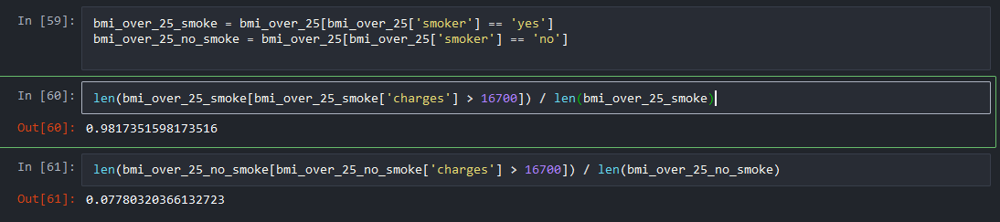 In [59]:
bmi_over_25_smoke = bmi_over_25[bmi_over_25['smoker'] == 'yes']
bmi_over_25_no_smoke = bmi_over_25[bmi_over_25['smoker'] == 'no']
In [60]:
len(bmi_over_25_smoke[bmi_over_25_smoke['charges'] > 16700]) / len(bmi_over_25_smoke)
Out[60]: 0.9817351598173516
In [61]:
len(bmi_over_25_no_smoke[bmi_over_25_no_smoke['charges'] > 16700]) / len(bmi_over_25_no_smoke)
Out[61]: 0.07780320366132723